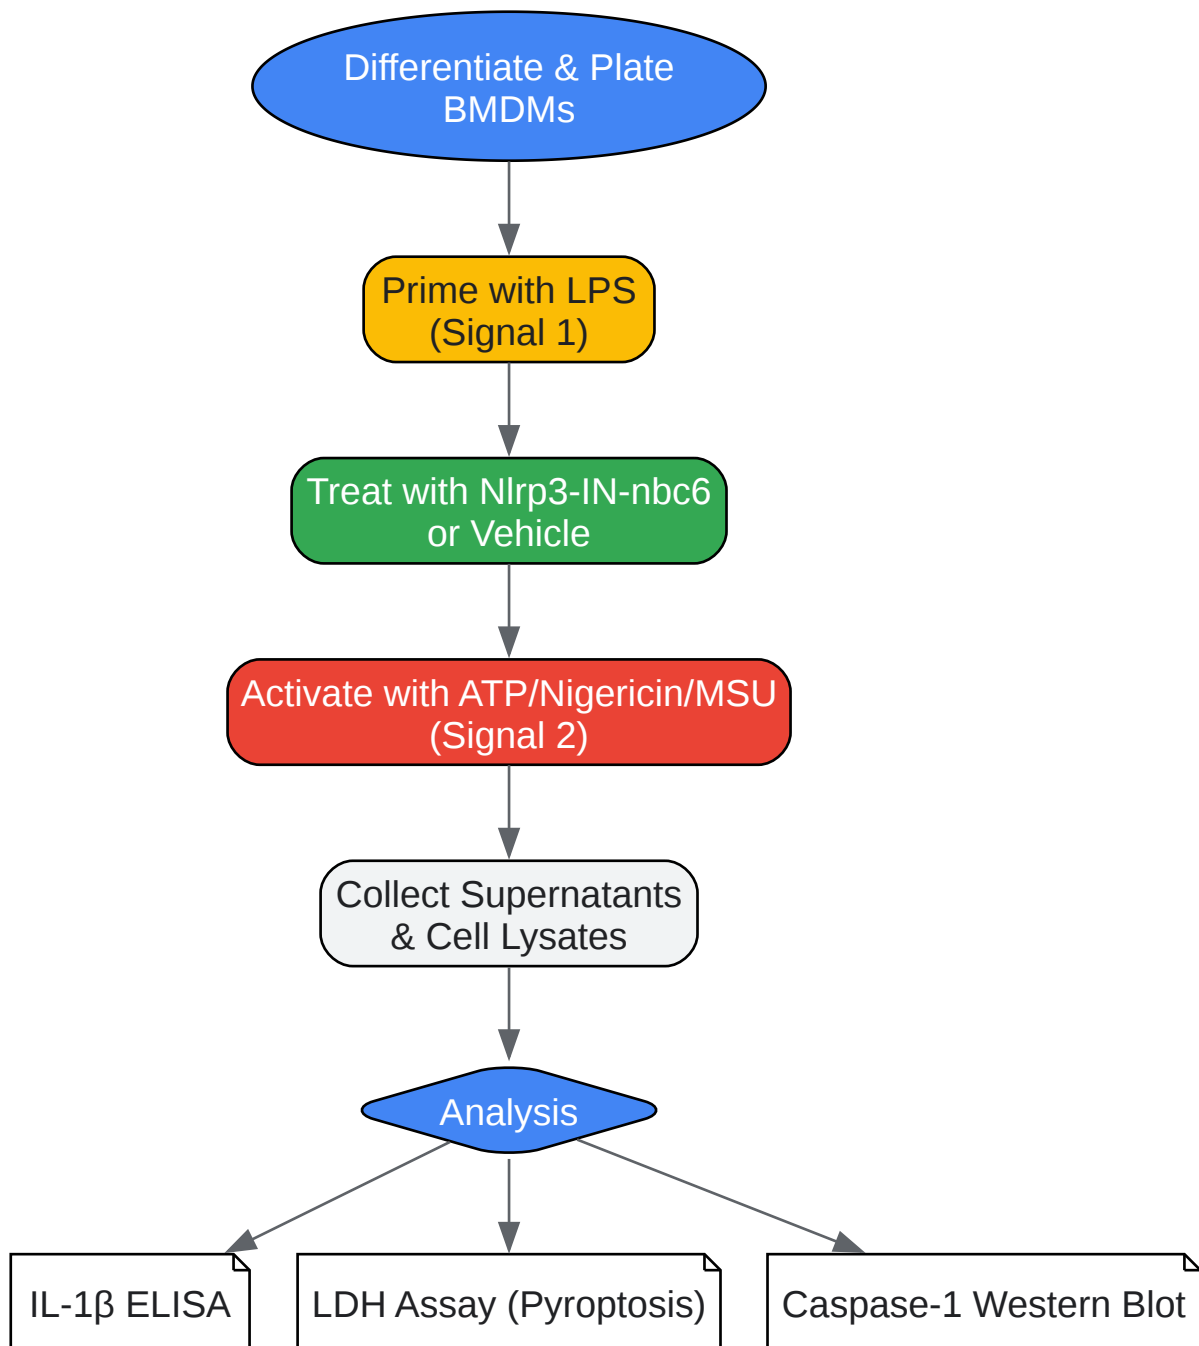 Differentiate & Plate
BMDMs
Prime with LPS
(Signal 1)
Treat with Nlrp3-IN-nbc6
or Vehicle
Activate with ATP/Nigericin/MSU
(Signal 2)
Collect Supernatants
& Cell Lysates
Analysis
IL-1β ELISA
LDH Assay (Pyroptosis)
Caspase-1 Western Blot